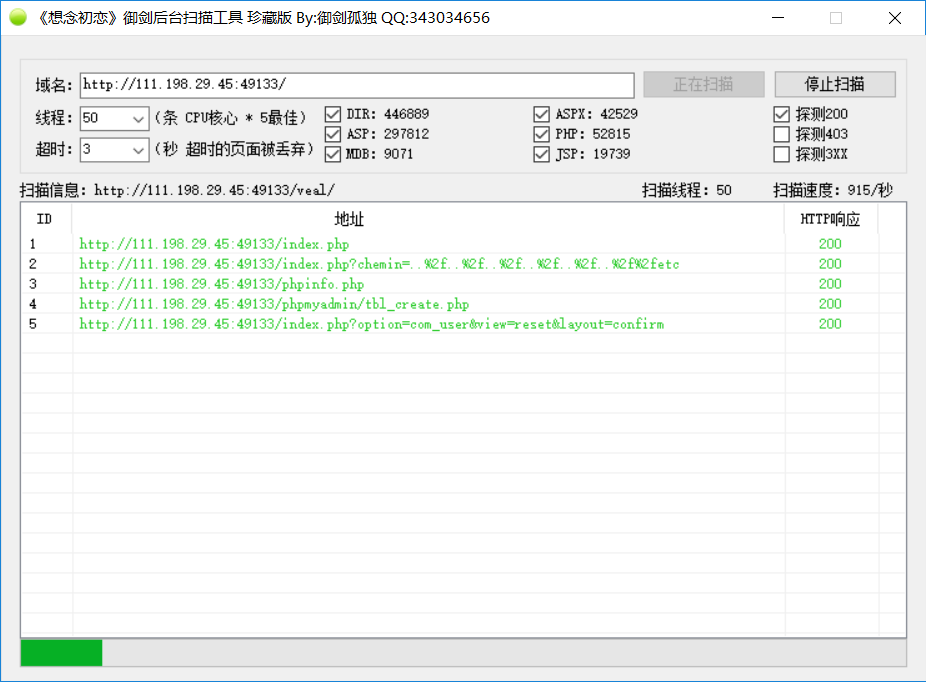 《想念初恋》御剑后台扫描工具 珍藏版 By:御剑孤独 QQ:343034656
域名: http://111.198.29.45:49133/ 正在扫描 停止扫描
线程: 50 (条 CPU核心 * 5最佳) DIR: 446889 ASPX: 42529 探测200
ASP: 297812 PHP: 52815 探测403
超时: 3 (秒 超时的页面被丢弃) MDB: 9071 JSP: 19739 探测3XX
扫描信息: http://111.198.29.45:49133/veal/ 扫描线程: 50 扫描速度: 915/秒
ID 地址 HTTP响应
1 http://111.198.29.45:49133/index.php 200
2 http://111.198.29.45:49133/index.php?chemin=..%2f..%2f..%2f..%2f..%2f..%2f%2fetc 200
3 http://111.198.29.45:49133/phpinfo.php 200
4 http://111.198.29.45:49133/phpmyadmin/tbl_create.php 200
5 http://111.198.29.45:49133/index.php?option=com_user&view=reset&layout=confirm 200